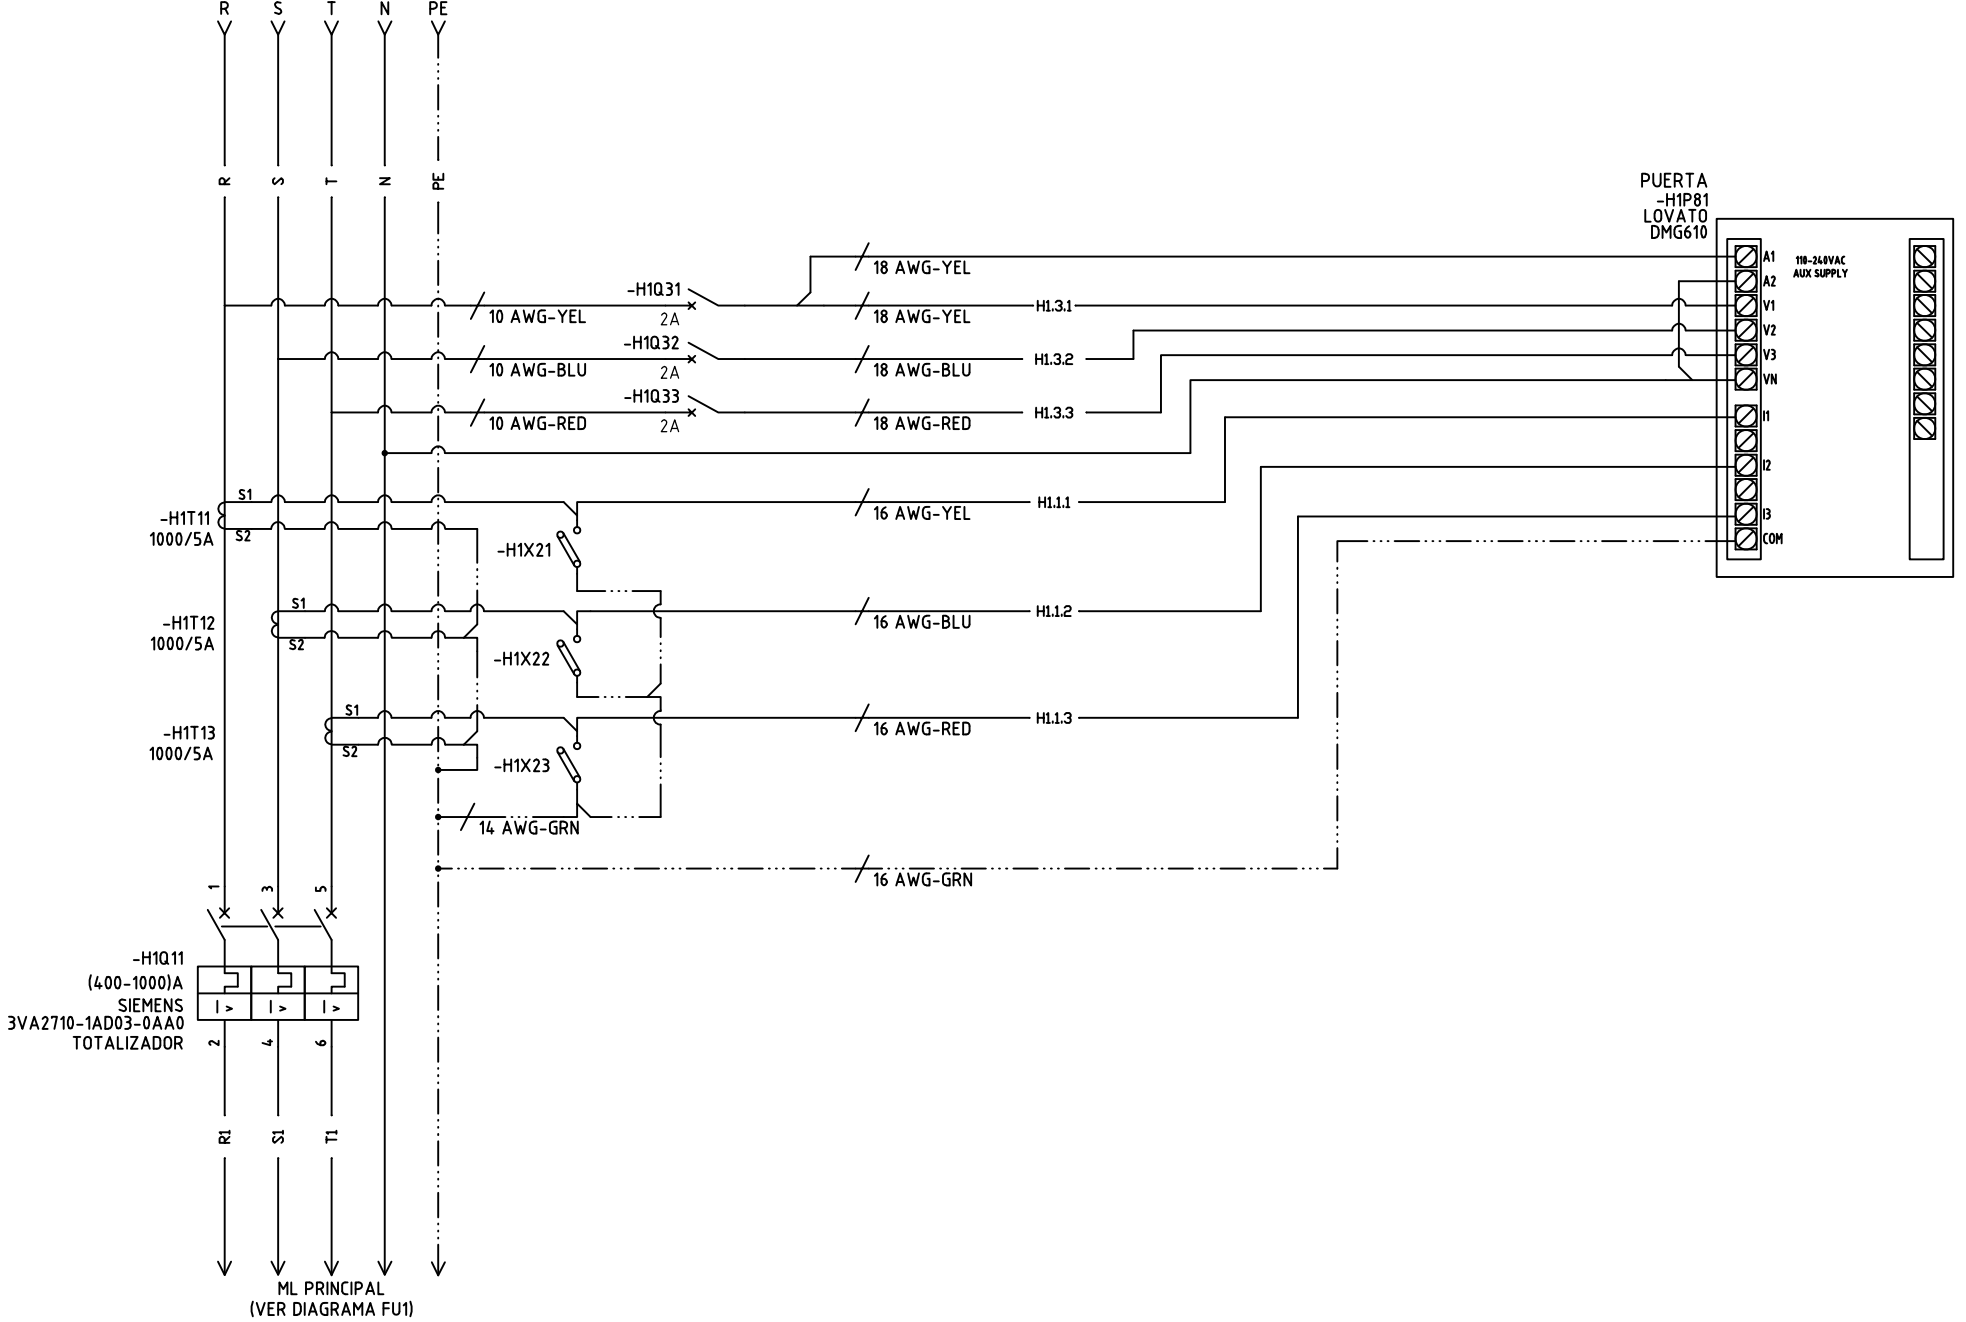 R S T N PE
R S T N PE
PUERTA
-H1P81
LOVATO
DMG610
A1
110-240VAC
AUX SUPPLY
18 AWG-YEL
A2
-H1Q31
10 AWG-YEL
2A
18 AWG-YEL
H1.3.1
V1
V2
-H1Q32
10 AWG-BLU
2A
18 AWG-BLU
H1.3.2
V3
VN
-H1Q33
10 AWG-RED
2A
18 AWG-RED
H1.3.3
I1
I2
I3
COM
S1
-H1T11
1000/5A
S2
-H1X21
16 AWG-YEL
H1.1.1
S1
-H1T12
1000/5A
S2
-H1X22
16 AWG-BLU
H1.1.2
S1
-H1T13
1000/5A
S2
-H1X23
16 AWG-RED
H1.1.3
14 AWG-GRN
16 AWG-GRN
1 3 5
-H1Q11
(400-1000)A
SIEMENS
3VA2710-1AD03-0AA0
TOTALIZADOR
I> I> I>
2 4 6
R1 S1 T1
ML PRINCIPAL
(VER DIAGRAMA FU1)